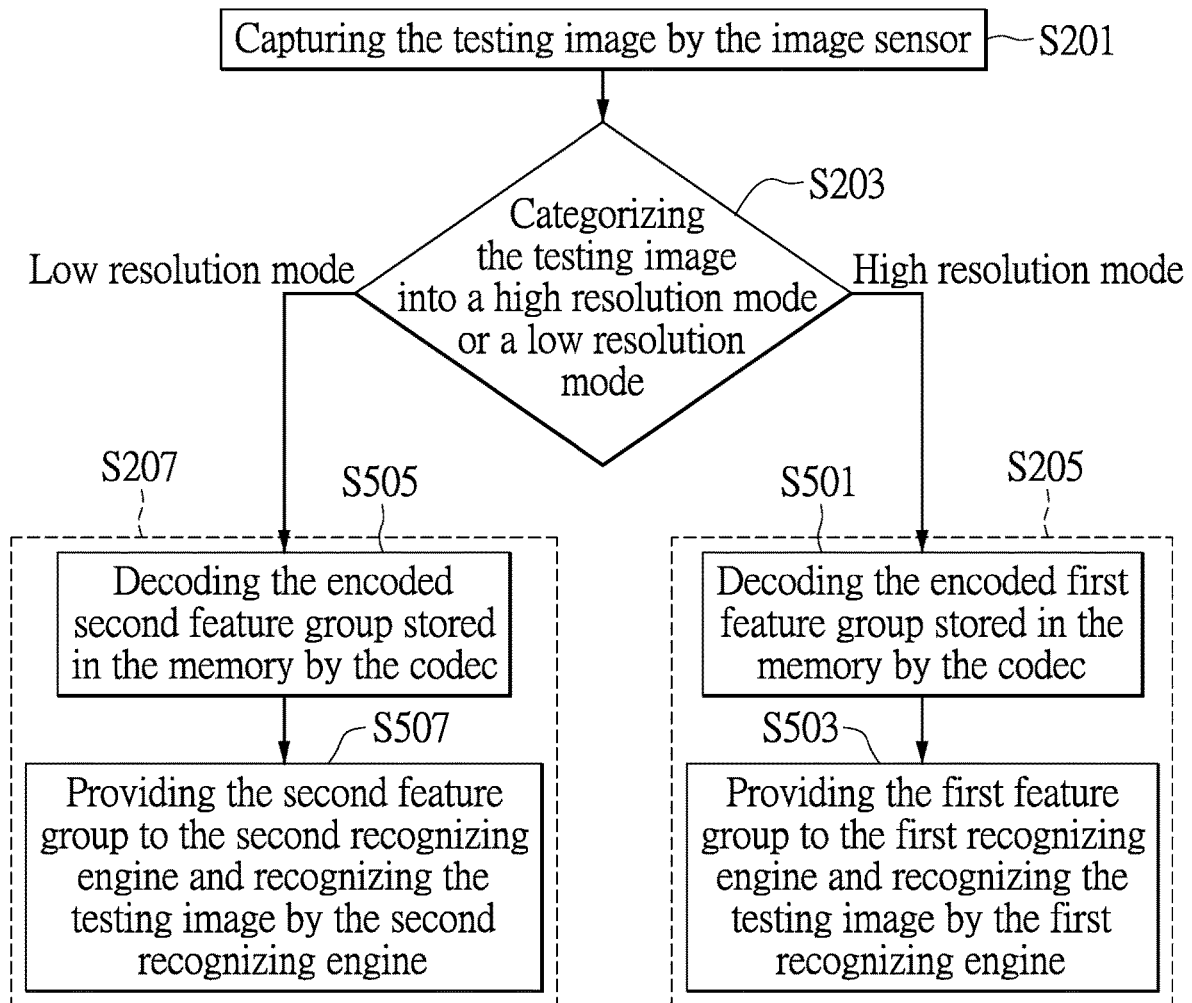 Capturing the testing image by the image sensor
S201
S203
Categorizing
the testing image
into a high resolution mode
or a low resolution
mode
Low resolution mode
High resolution mode
S207
S505
Decoding the encoded
second feature group stored
in the memory by the codec
S507
Providing the second feature
group to the second recognizing
engine and recognizing the
testing image by the second
recognizing engine
S501
S205
Decoding the encoded first
feature group stored in the
memory by the codec
S503
Providing the first feature
group to the first recognizing
engine and recognizing the
testing image by the first
recognizing engine